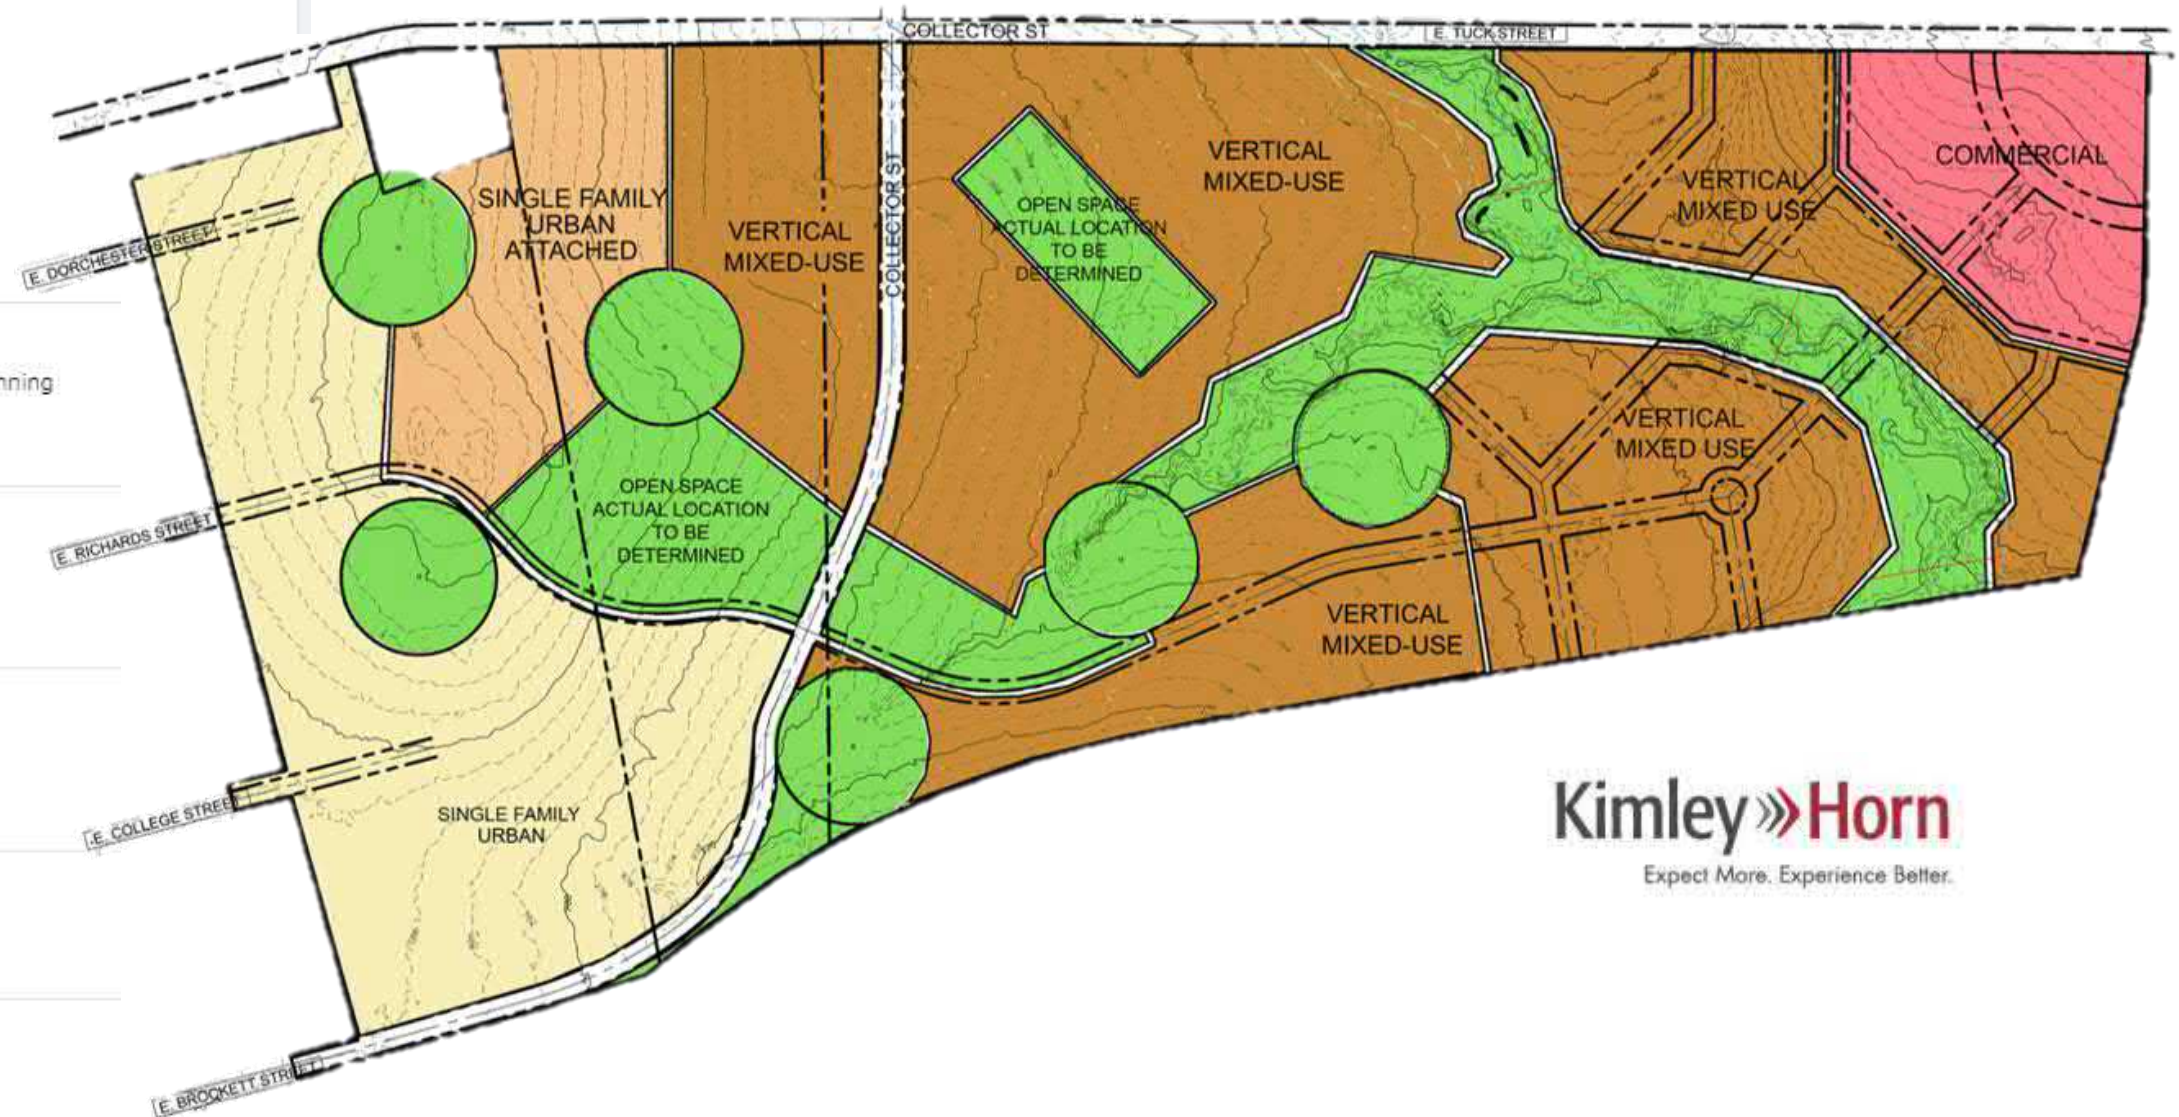 COLLECTOR ST
E. TUCK STREET
COMMERCIAL
VERTICAL
MIXED-USE
VERTICAL
MIXED USE
SINGLE FAMILY
URBAN
ATTACHED
VERTICAL
MIXED-USE
COLLECTOR ST
OPEN SPACE
ACTUAL LOCATION
TO BE
DETERMINED
E. DORCHESTER STREET
nning
VERTICAL
MIXED USE
OPEN SPACE
ACTUAL LOCATION
TO BE
DETERMINED
E. RICHARDS STREET
VERTICAL
MIXED-USE
E. COLLEGE STREET
SINGLE FAMILY
URBAN
Kimley»Horn
Expect More. Experience Better.
E. BROCKETT STREET